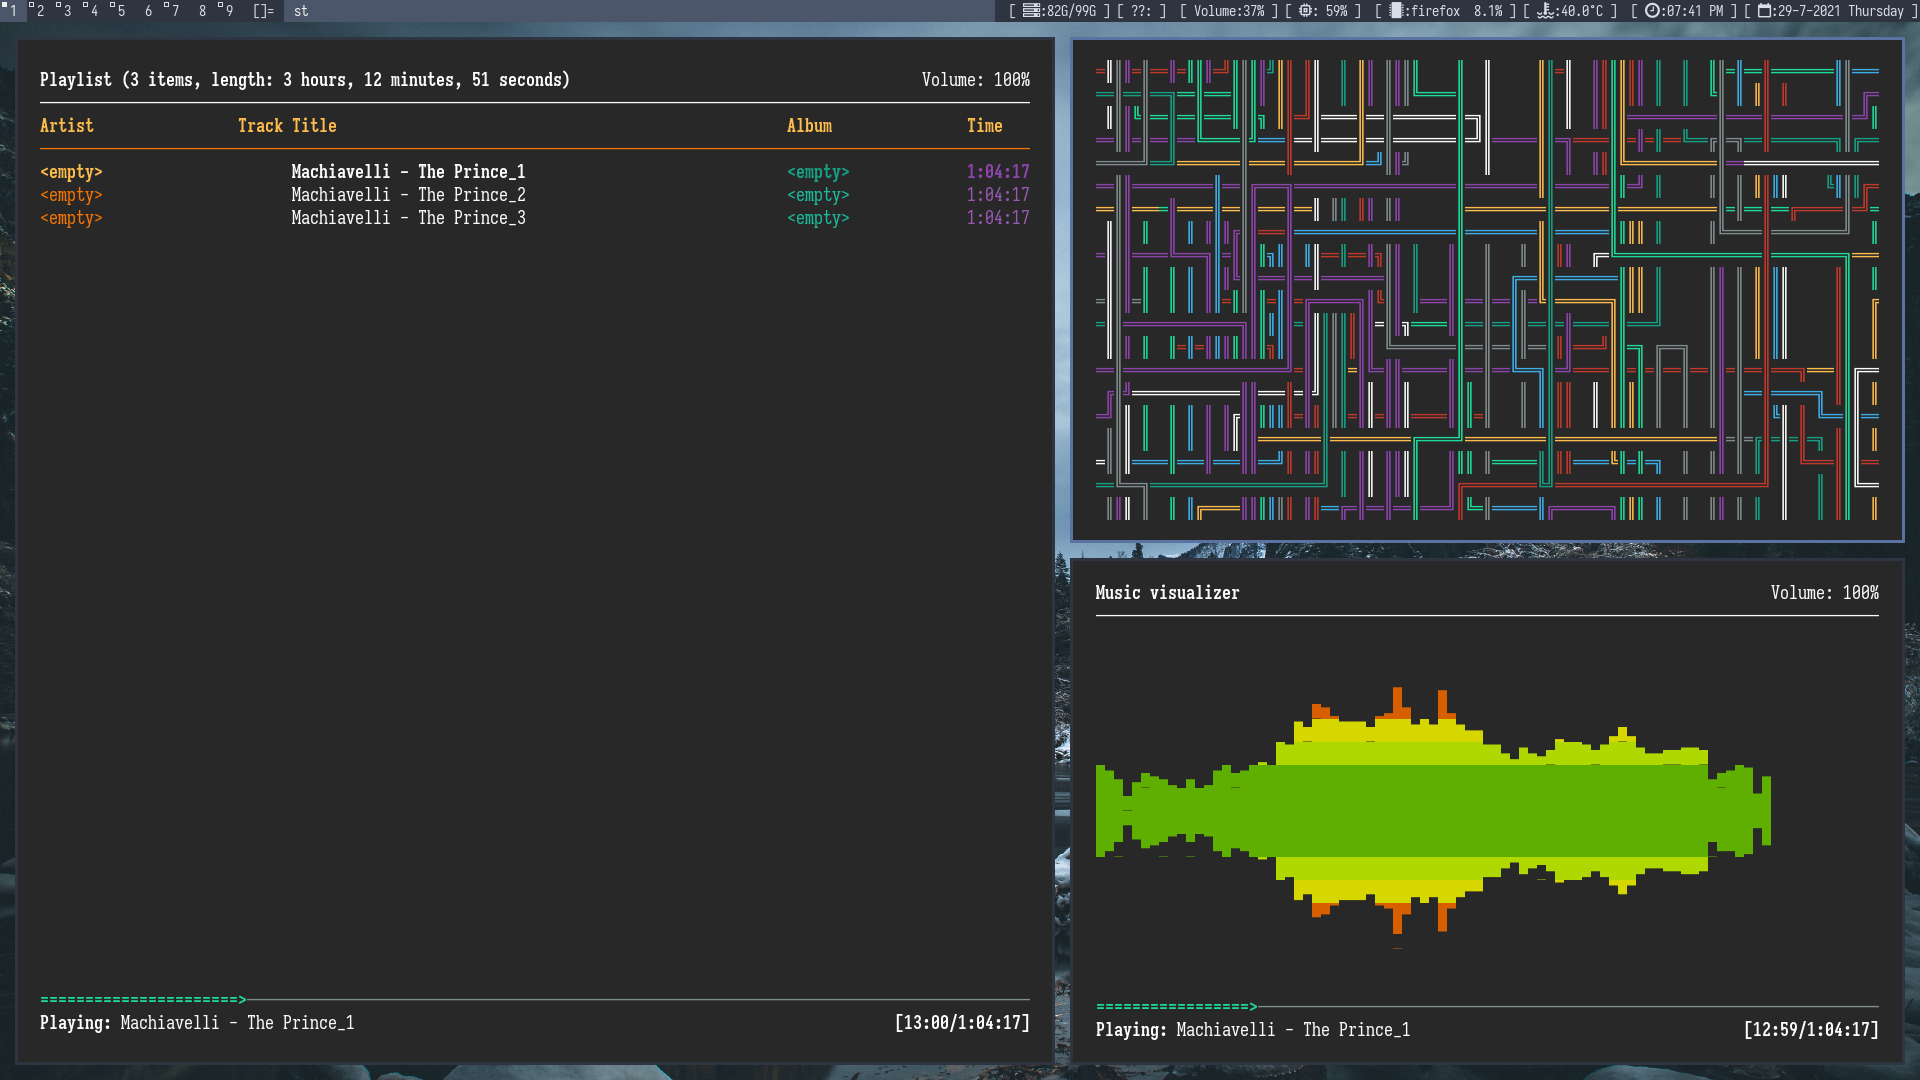 1 2 3 4 5 6 7 8 9 []= st [ :82G/99G ] [ ??: ] [ Volume:37% ] [ : 59% ] [ :firefox 8.1% ] [ :40.0°C ] [ :07:41 PM ] [ :29-7-2021 Thursday ]
Playlist (3 items, length: 3 hours, 12 minutes, 51 seconds) Volume: 100%
Artist Track Title Album Time
<empty> Machiavelli - The Prince_1 <empty> 1:04:17
<empty> Machiavelli - The Prince_2 <empty> 1:04:17
<empty> Machiavelli - The Prince_3 <empty> 1:04:17
======================>
Playing: Machiavelli - The Prince_1 [13:00/1:04:17]
Music visualizer Volume: 100%
=================>
Playing: Machiavelli - The Prince_1 [12:59/1:04:17]